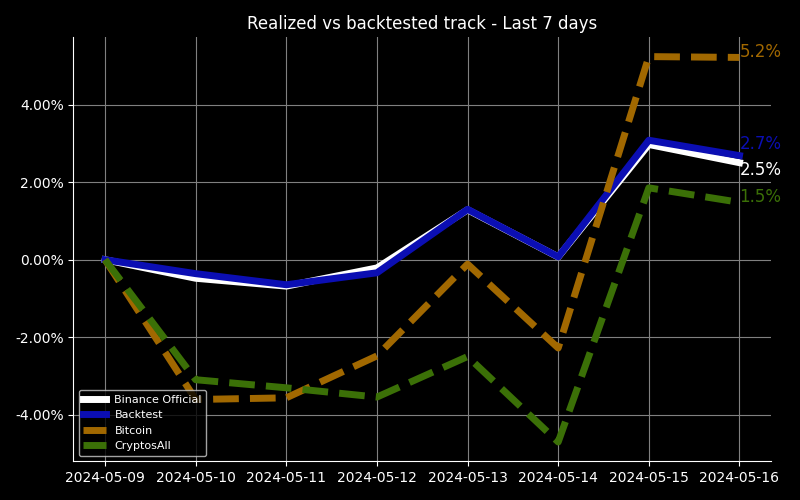 Realized vs backtested track - Last 7 days
5.2%
4.00%
2.7%
2.5%
2.00%
1.5%
0.00%
-2.00%
-4.00%
Binance Official
Backtest
Bitcoin
CryptosAll
2024-05-09 2024-05-10 2024-05-11 2024-05-12 2024-05-13 2024-05-14 2024-05-15 2024-05-16